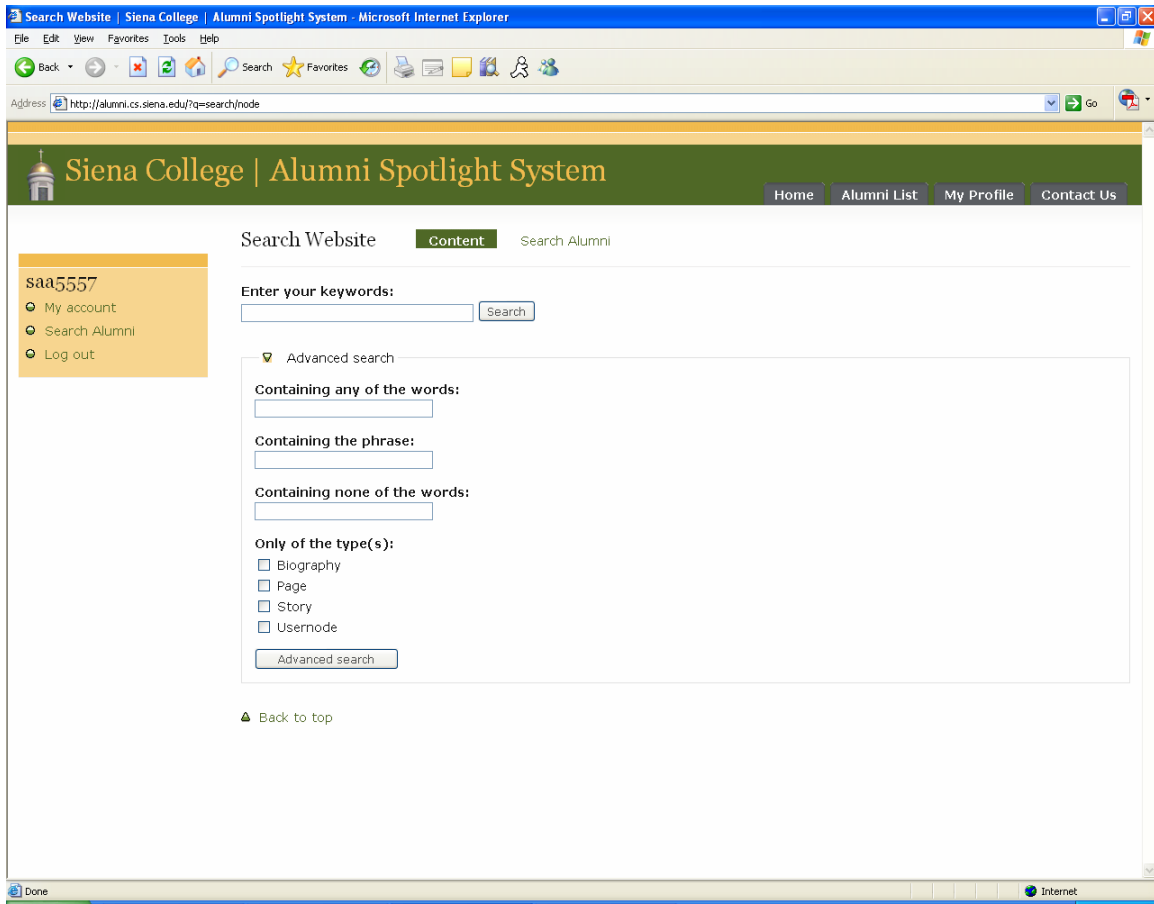 Search Website | Siena College | Alumni Spotlight System - Microsoft Internet Explorer
File Edit View Favorites Tools Help
Back Search Favorites
Address http://alumni.cs.siena.edu/?q=search/node Go
Siena College | Alumni Spotlight System
Home Alumni List My Profile Contact Us
Search Website Content Search Alumni
saa5557
My account
Search Alumni
Log out
Enter your keywords:
Search
Advanced search
Containing any of the words:
Containing the phrase:
Containing none of the words:
Only of the type(s):
Biography
Page
Story
Usernode
Advanced search
Back to top
Done Internet